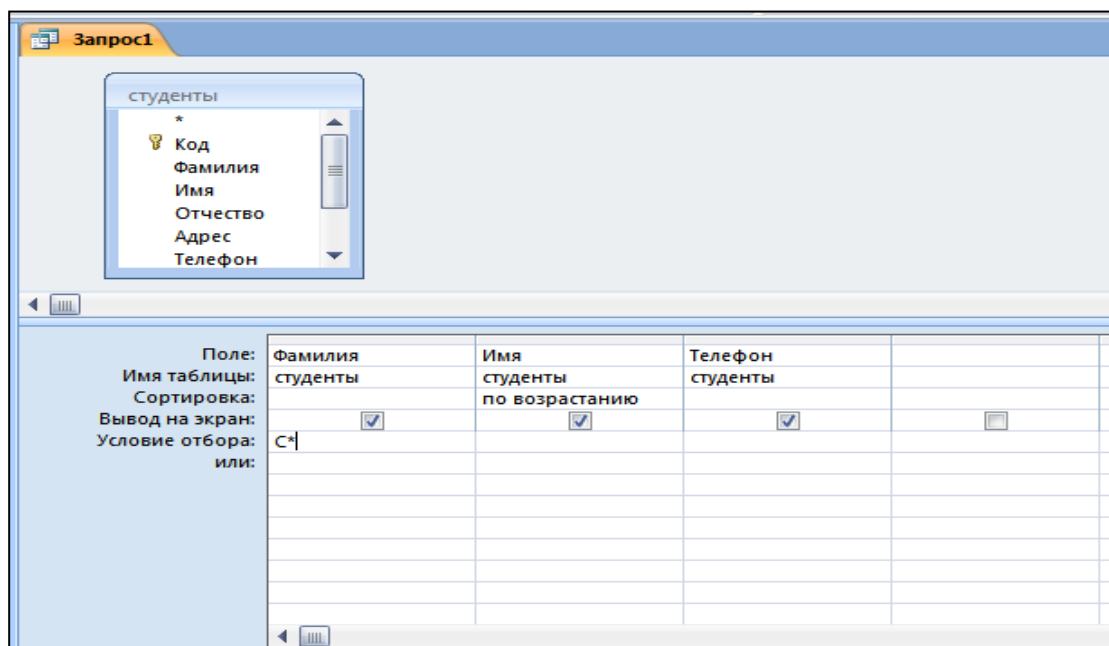 Запрос1
студенты
*
Код
Фамилия
Имя
Отчество
Адрес
Телефон
Поле: Фамилия Имя Телефон
Имя таблицы: студенты студенты студенты
Сортировка: по возрастанию
Вывод на экран:
Условие отбора: С*
или: